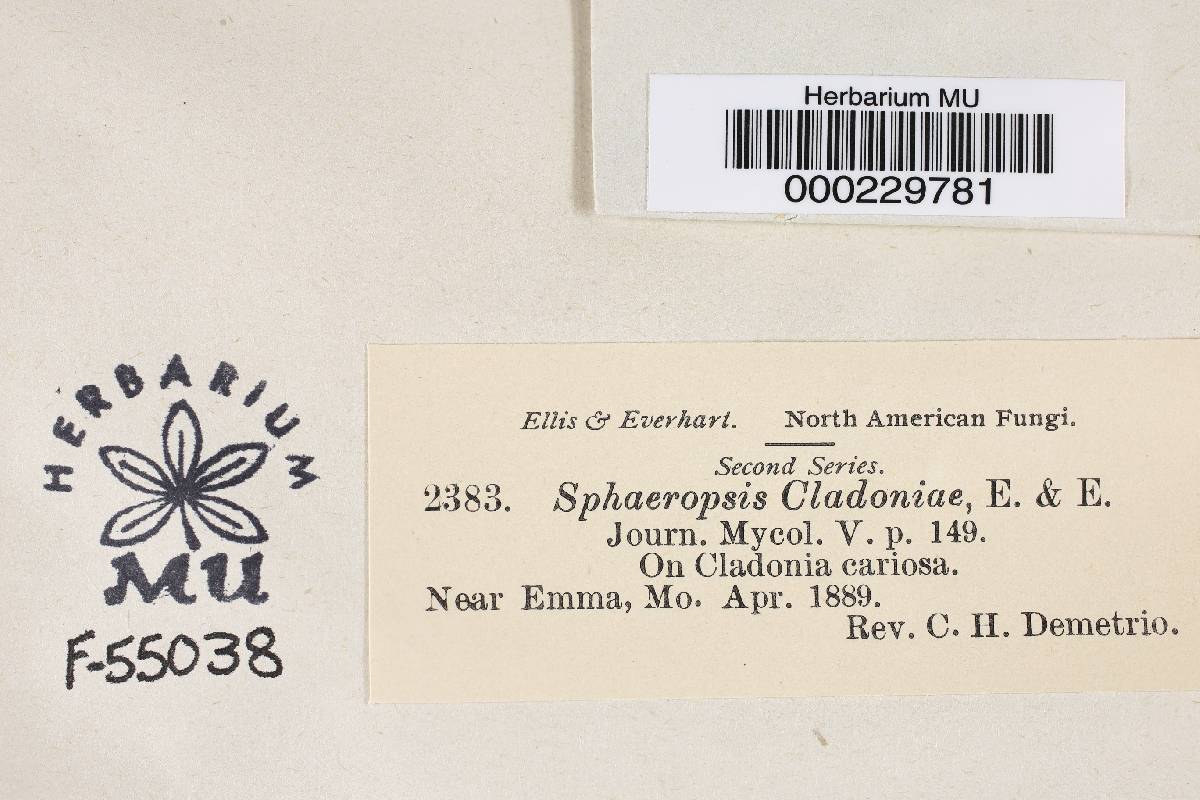 Herbarium MU
000229781
HERBARIUM
MU
F-55038
Ellis & Everhart. North American Fungi.
Second Series.
2383. Sphaeropsis Cladoniae, E. & E.
Journ. Mycol. V. p. 149.
On Cladonia cariosa.
Near Emma, Mo. Apr. 1889.
Rev. C. H. Demetrio.